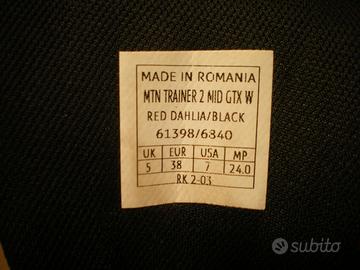 MADE IN ROMANIA
MTN TRAINER 2 MID GTX W
RED DAHLIA/BLACK
61398/6840
UK EUR USA MP
5 38 7 24.0
RK 2-03
subito